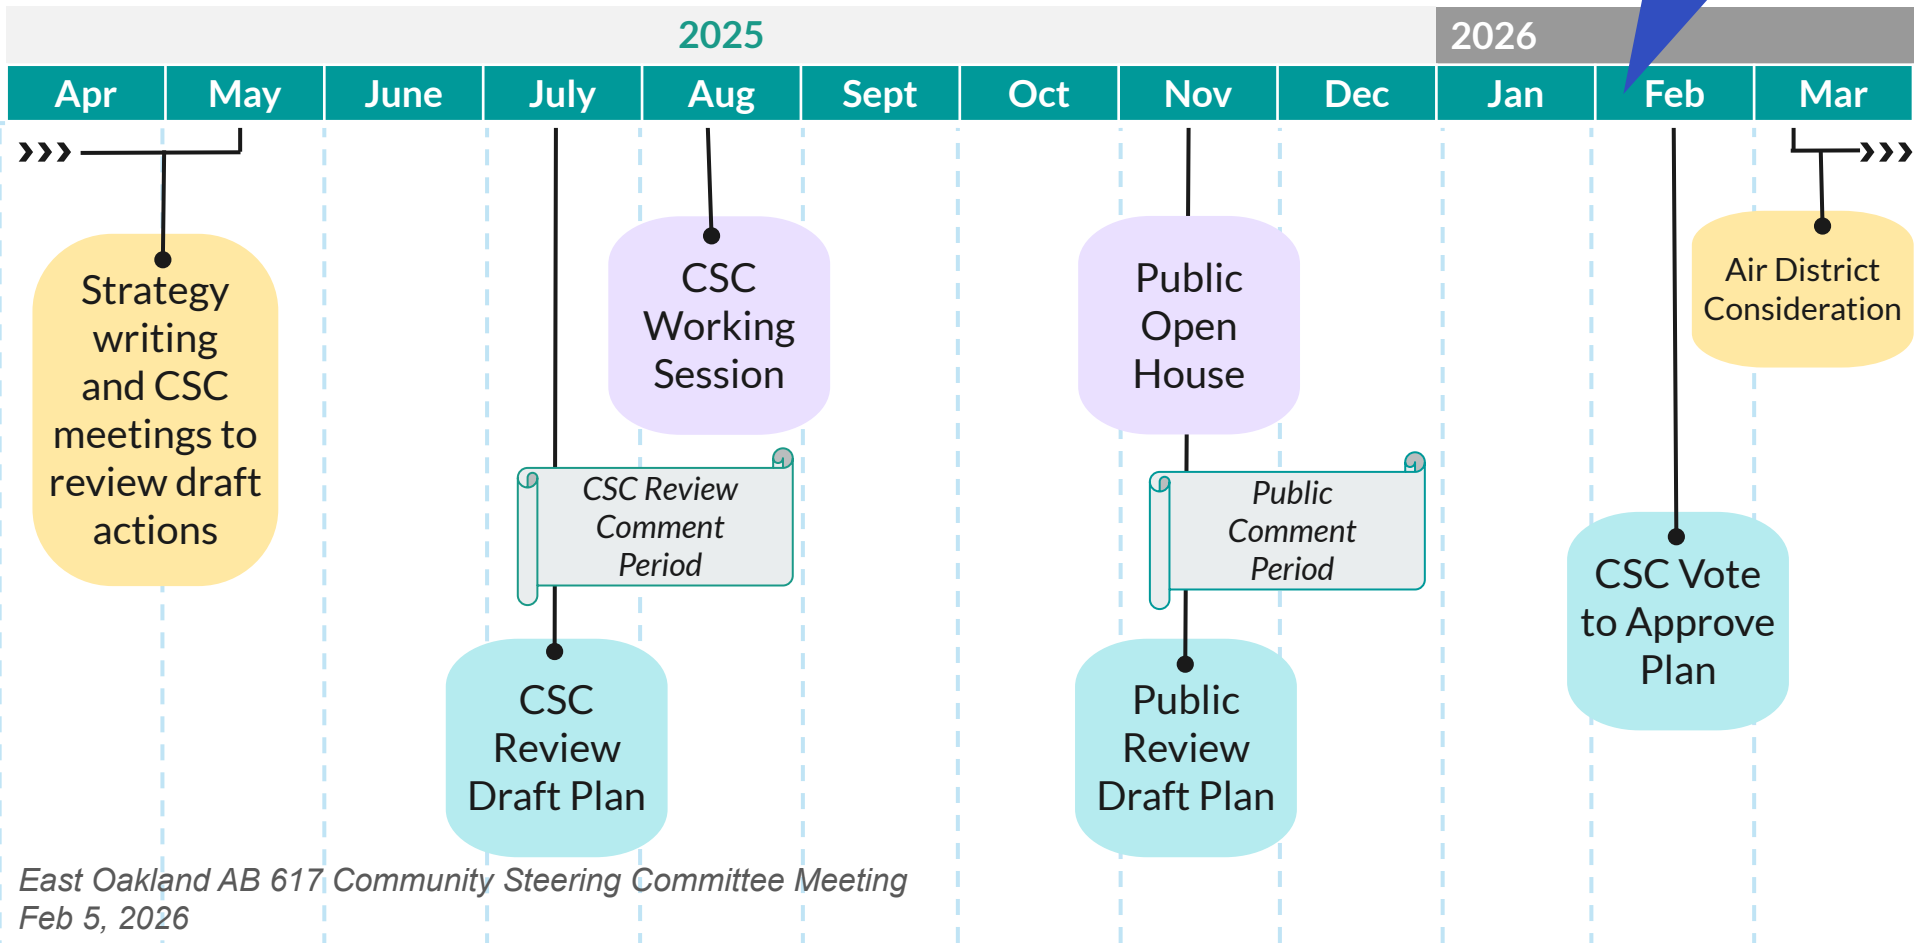 2025
2026
Apr
May
June
July
Aug
Sept
Oct
Nov
Dec
Jan
Feb
Mar
Strategy
writing
and CSC
meetings to
review draft
actions
CSC
Review
Draft Plan
CSC Review
Comment
Period
CSC
Working
Session
Public
Open
House
Public
Comment
Period
Public
Review
Draft Plan
CSC Vote
to Approve
Plan
Air District
Consideration
East Oakland AB 617 Community Steering Committee Meeting
Feb 5, 2026